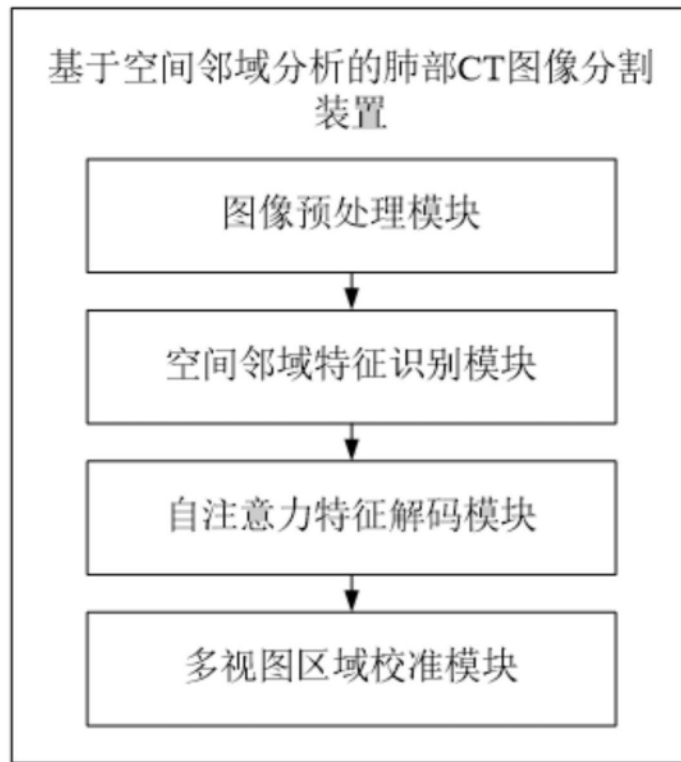 基于空间邻域分析的肺部CT图像分割
装置
图像预处理模块
空间邻域特征识别模块
自注意力特征解码模块
多视图区域校准模块